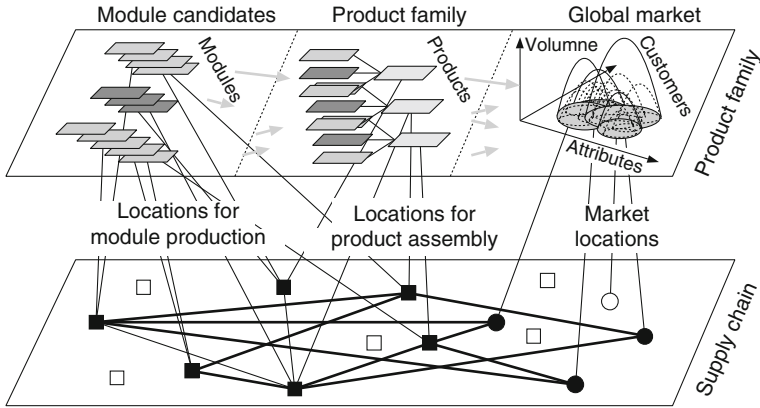 Module candidates
Product family
Global market
Modules
Products
Volumne
Customers
Attributes
Product family
Locations for
module production
Locations for
product assembly
Market
locations
Supply chain